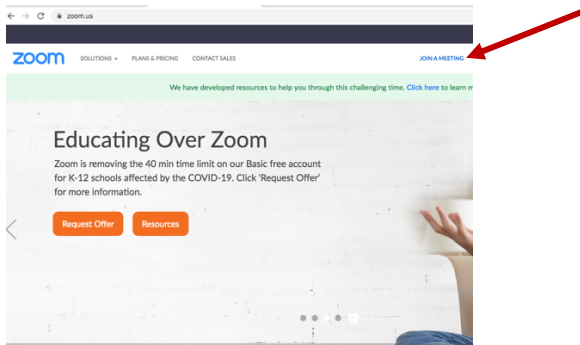 zoom.us
zoom SOLUTIONS PLANS & PRICING CONTACT SALES JOIN A MEETING
We have developed resources to help you through this challenging time. Click here to learn
Educating Over Zoom
Zoom is removing the 40 min time limit on our Basic free account
for K-12 schools affected by the COVID-19. Click 'Request Offer'
for more information.
Request Offer Resources